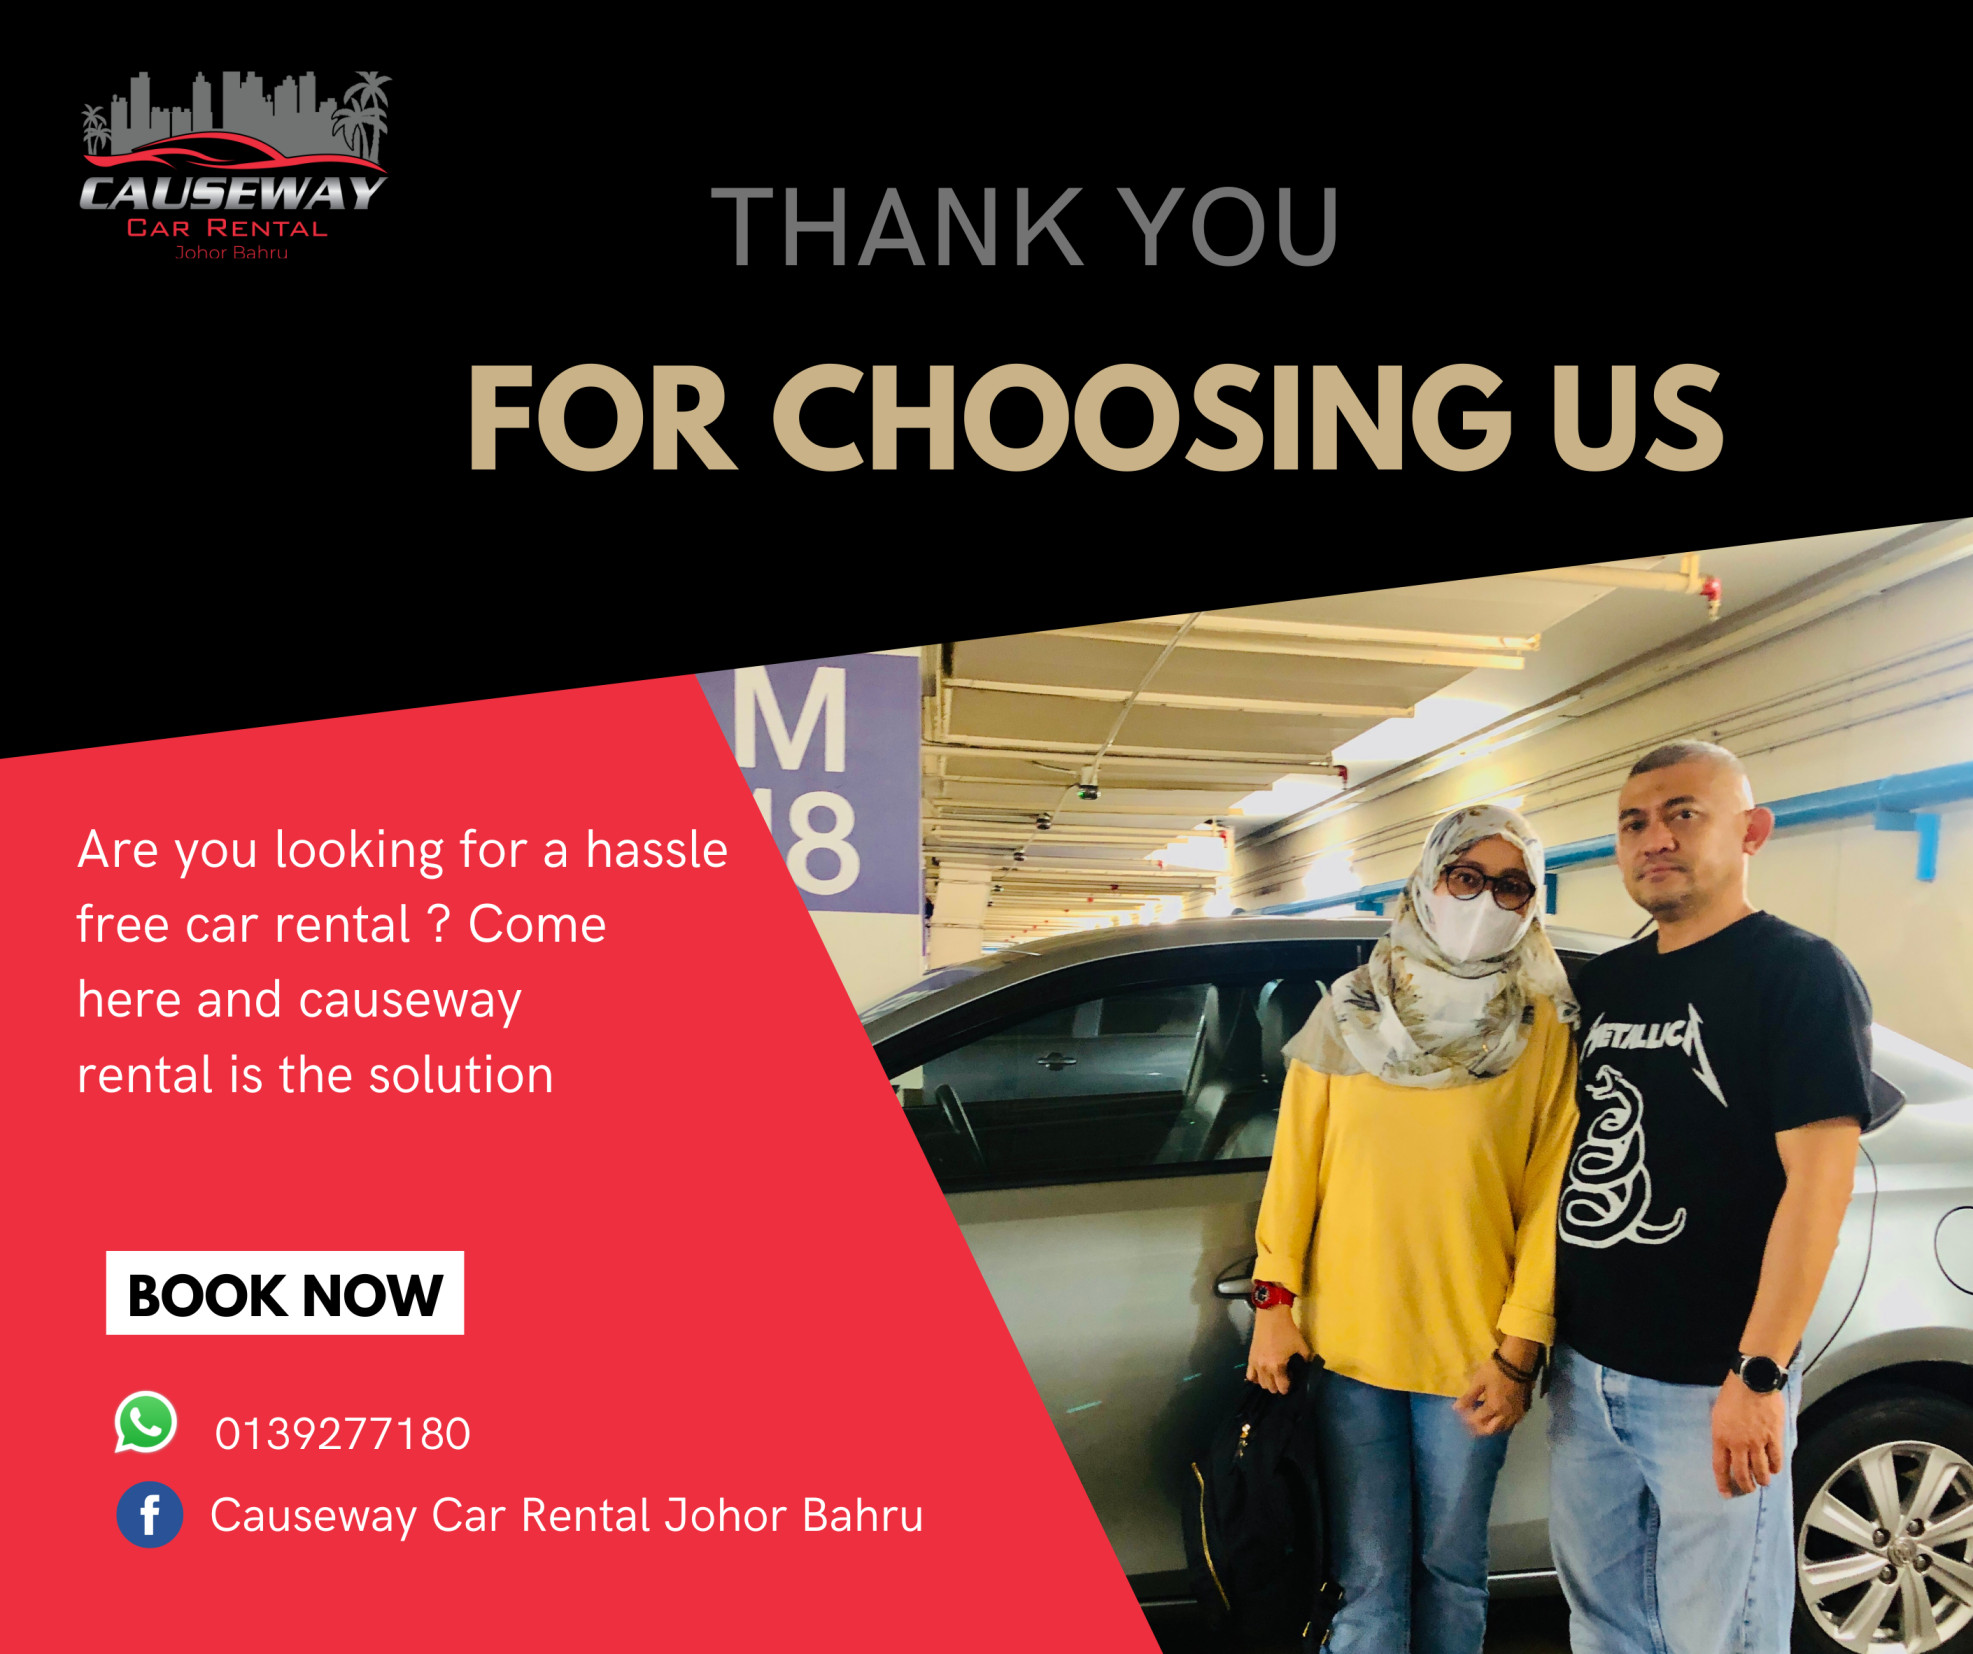 CAUSEWAY
CAR RENTAL
Johor Bahru
THANK YOU
FOR CHOOSING US
M
18
METALLICA
Are you looking for a hassle
free car rental ? Come
here and causeway
rental is the solution
BOOK NOW
0139277180
Causeway Car Rental Johor Bahru